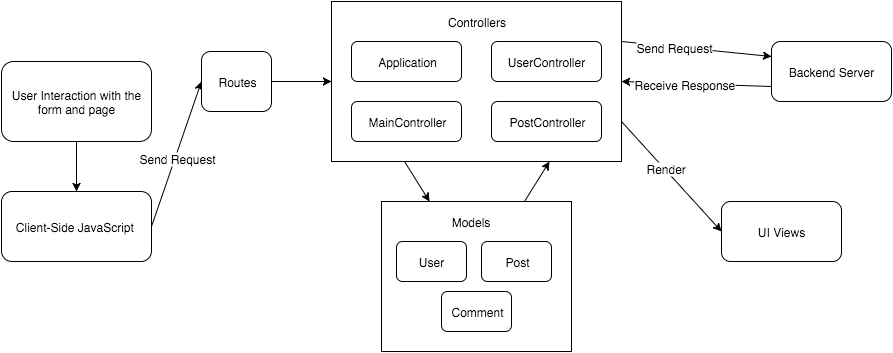 User Interaction with the
form and page
Client-Side JavaScript
Send Request
Routes
Controllers
Application
UserController
MainController
PostController
Models
User
Post
Comment
Send Request
Receive Response
Backend Server
Render
UI Views